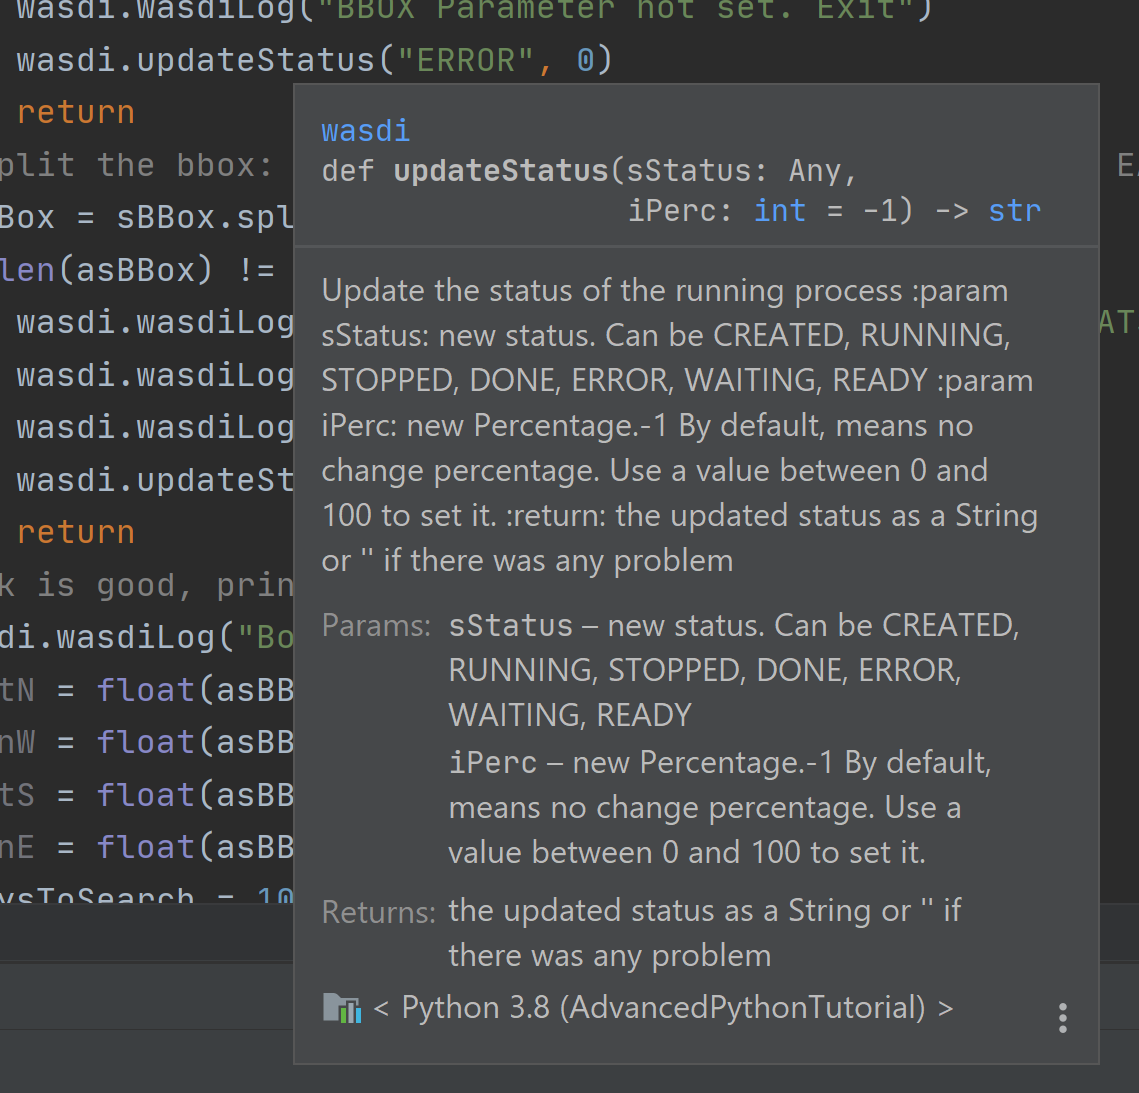 wasdi.wasdiLog("BBOX Parameter not set. Exit")
wasdi.updateStatus("ERROR", 0)
return
plit the bbox:
BBox = sBBox.spl
len(asBBox) !=
wasdi.wasdiLog
wasdi.wasdiLog
wasdi.wasdiLog
wasdi.updateSt
return
k is good, prin
di.wasdiLog("Bo
tN = float(asBB
nW = float(asBB
tS = float(asBB
nE = float(asBB
ysToSearch = 10
wasdi
def updateStatus(sStatus: Any,
iPerc: int = -1) -> str
Update the status of the running process :param
sStatus: new status. Can be CREATED, RUNNING,
STOPPED, DONE, ERROR, WAITING, READY :param
iPerc: new Percentage.-1 By default, means no
change percentage. Use a value between 0 and
100 to set it. :return: the updated status as a String
or '' if there was any problem
Params: sStatus – new status. Can be CREATED,
RUNNING, STOPPED, DONE, ERROR,
WAITING, READY
iPerc – new Percentage.-1 By default,
means no change percentage. Use a
value between 0 and 100 to set it.
Returns: the updated status as a String or '' if
there was any problem
< Python 3.8 (AdvancedPythonTutorial) >
AT